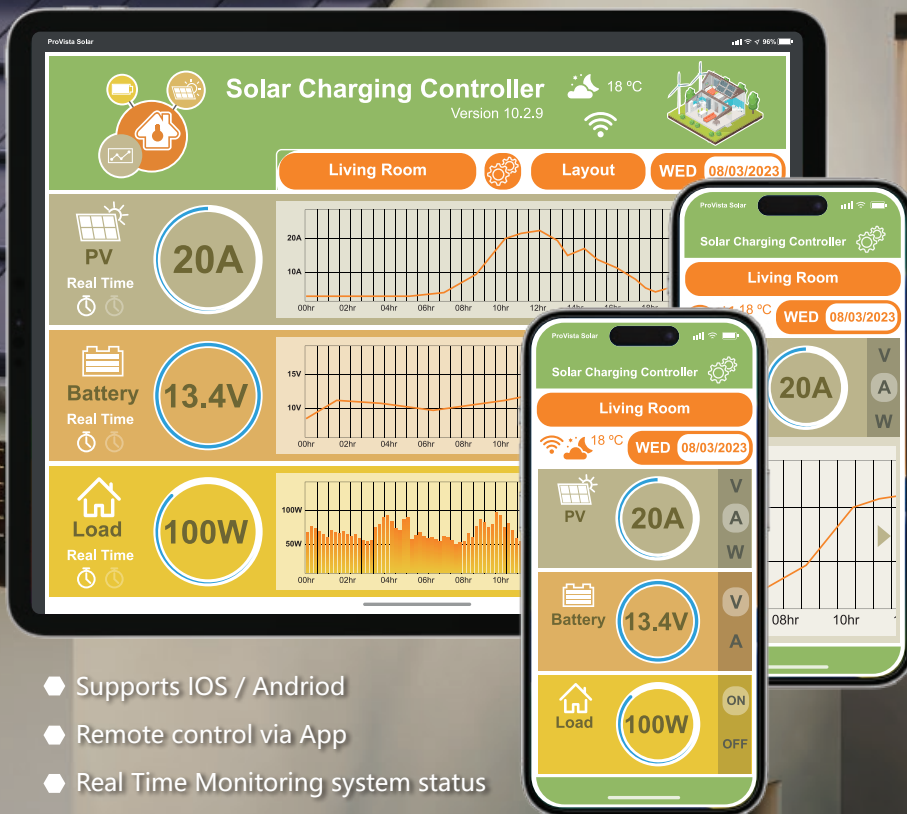 ProVista Solar
96%
Solar Charging Controller
Version 10.2.9
18 ºC
Living Room
Layout
WED 08/03/2023
PV
Real Time
20A
20A
10A
00hr 02hr 04hr 06hr 08hr 10hr 12hr
Battery
Real Time
13.4V
15V
10V
00hr 02hr 04hr 06hr 08hr 10hr
Load
Real Time
100W
100W
50W
00hr 02hr 04hr 06hr 08hr 10hr
ProVista Solar
Solar Charging Controller
Living Room
18 ºC
WED 08/03/2023
20A
V
A
W
08hr 10hr
ProVista Solar
Solar Charging Controller
Living Room
18 ºC
WED 08/03/2023
PV
20A
V
A
W
Battery
13.4V
V
A
Load
100W
ON
OFF
Supports IOS / Andriod
Remote control via App
Real Time Monitoring system status